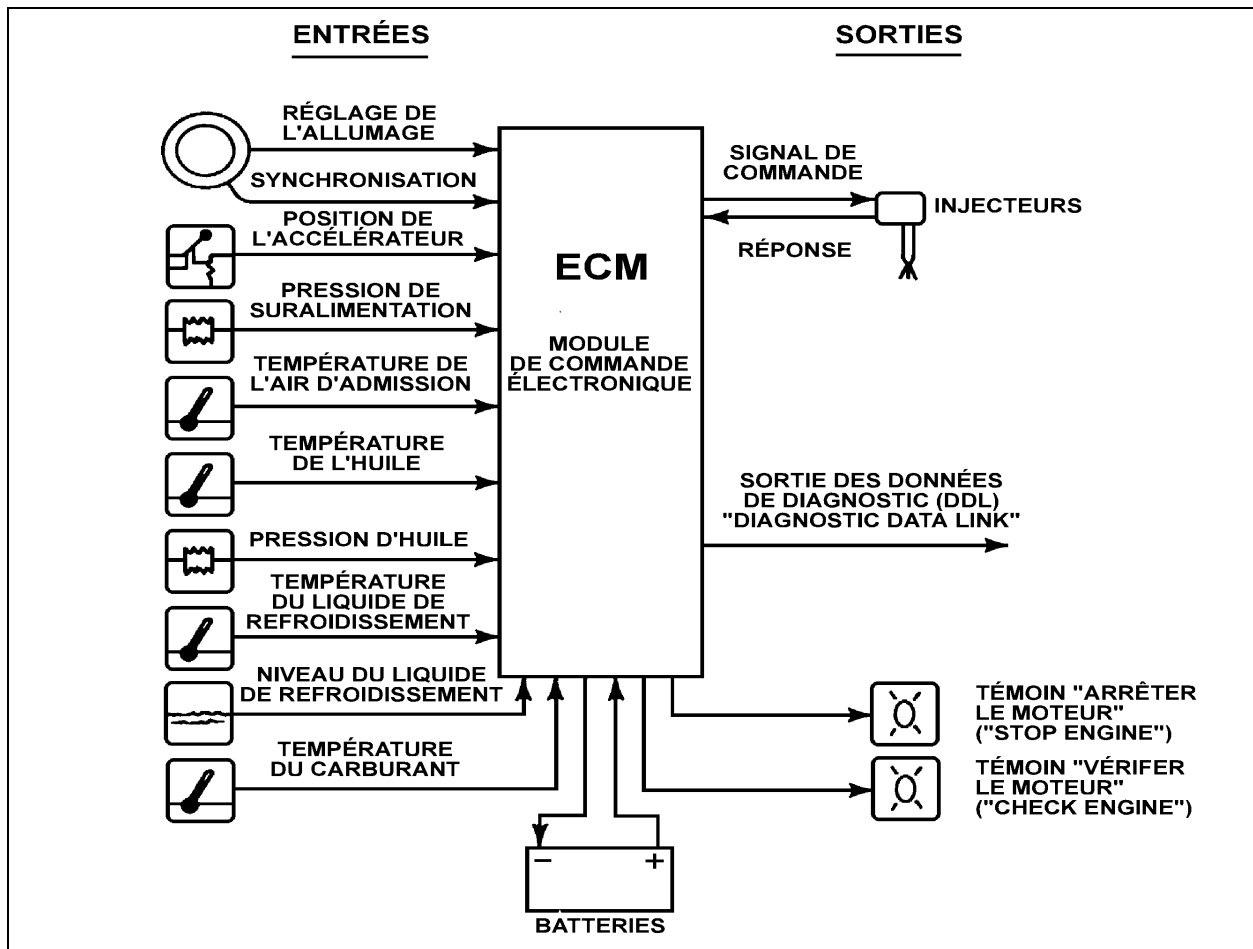 ENTRÉES
SORTIES
RÉGLAGE DE
L'ALLUMAGE
SYNCHRONISATION
POSITION DE
L'ACCÉLÉRATEUR
PRESSION DE
SURALIMENTATION
TEMPÉRATURE DE
L'AIR D'ADMISSION
TEMPÉRATURE
DE L'HUILE
PRESSION D'HUILE
TEMPÉRATURE
DU LIQUIDE DE
REFROIDISSEMENT
NIVEAU DU LIQUIDE
DE REFROIDISSEMENT
TEMPÉRATURE
DU CARBURANT
ECM
MODULE
DE COMMANDE
ÉLECTRONIQUE
SIGNAL DE
COMMANDE
INJECTEURS
RÉPONSE
SORTIE DES DONNÉES
DE DIAGNOSTIC (DDL)
"DIAGNOSTIC DATA LINK"
TÉMOIN "ARRÊTER
LE MOTEUR"
("STOP ENGINE")
TÉMOIN "VÉRIFER
LE MOTEUR"
("CHECK ENGINE")
− +
BATTERIES